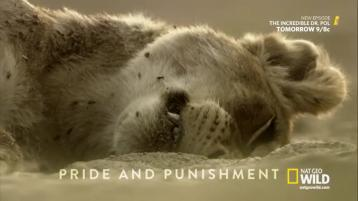 NEW EPISODE
THE INCREDIBLE DR. POL
TOMORROW 9/8c
PRIDE AND PUNISHMENT
NAT GEO
WILD
natgeowild.com